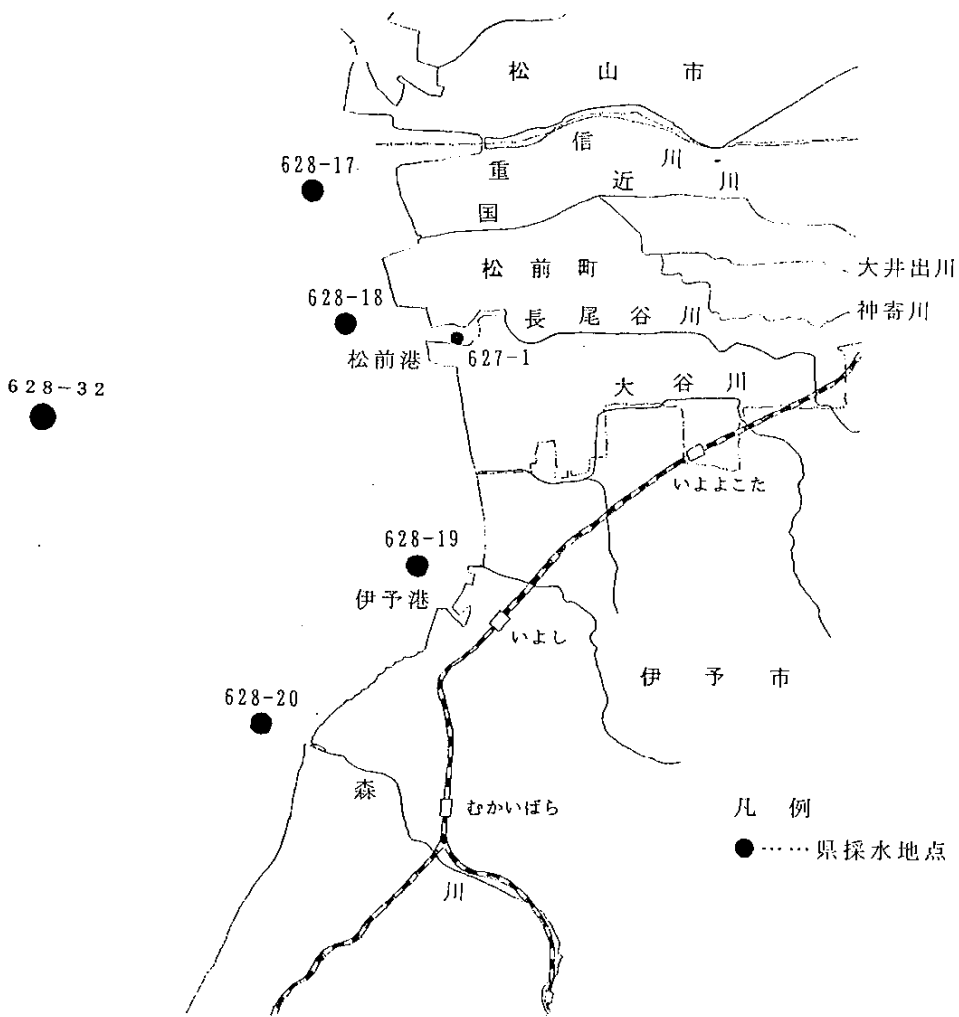 松山市
重信川
628-17
国近川
松前町
大井出川
628-18
神寄川
長尾谷川
松前港
627-1
628-32
大谷川
いよよこた
628-19
伊予港
いよし
伊予市
628-20
森川
むかいばら
凡例
●……県採水地点